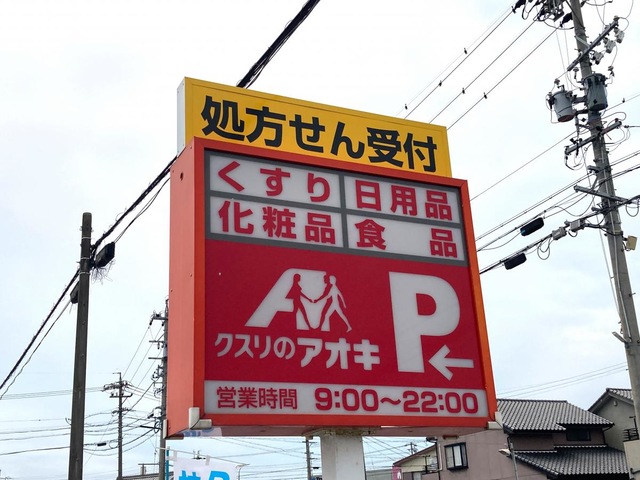 処方せん受付
くすり 日用品
化粧品 食品
P
クスリのアオキ
営業時間 9:00〜22:00